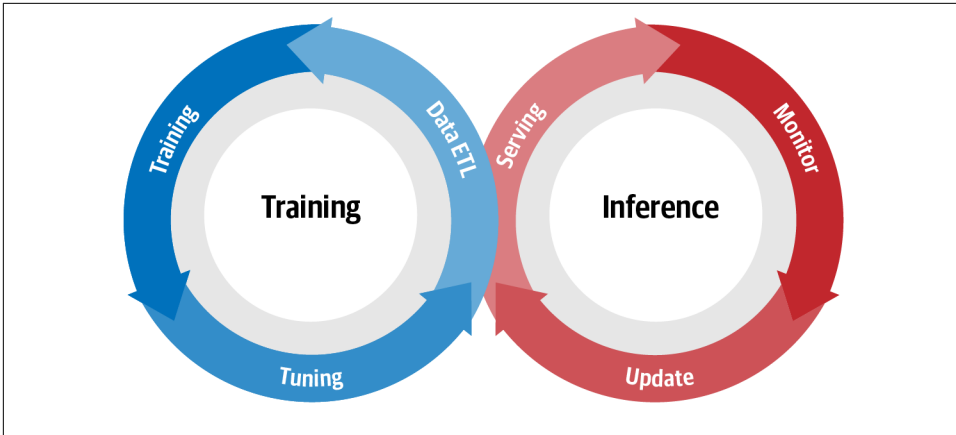 Training
Data ETL
Training
Tuning
Serving
Monitor
Inference
Update